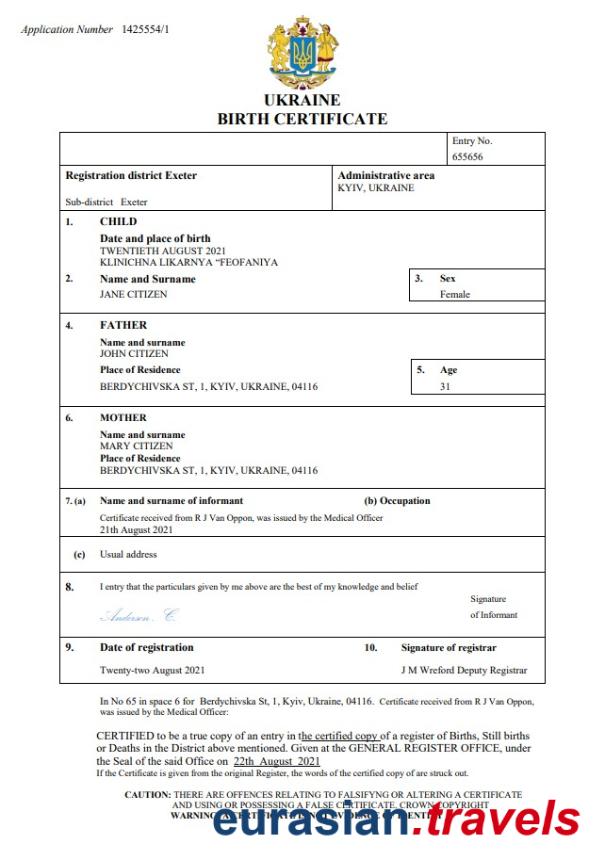 Application Number 1425554/1
UKRAINE
BIRTH CERTIFICATE
Entry No.
655656
Registration district Exeter
Sub-district Exeter
Administrative area
KYIV, UKRAINE
1. CHILD
Date and place of birth
TWENTIETH AUGUST 2021
KLINICHNA LIKARNYA “FEOFANIYA
2. Name and Surname
JANE CITIZEN
3. Sex
Female
4. FATHER
Name and surname
JOHN CITIZEN
Place of Residence
BERDYCHIVSKA ST, 1, KYIV, UKRAINE, 04116
5. Age
31
6. MOTHER
Name and surname
MARY CITIZEN
Place of Residence
BERDYCHIVSKA ST, 1, KYIV, UKRAINE, 04116
7. (a) Name and surname of informant (b) Occupation
Certificate received from R J Van Oppon, was issued by the Medical Officer
21th August 2021
(c) Usual address
8. I entry that the particulars given by me above are the best of my knowledge and belief
Anderson. C.
Signature
of Informant
9. Date of registration
Twenty-two August 2021
10. Signature of registrar
J M Wreford Deputy Registrar
In No 65 in space 6 for Berdychivska St, 1, Kyiv, Ukraine, 04116. Certificate received from R J Van Oppon,
was issued by the Medical Officer:
CERTIFIED to be a true copy of an entry in the certified copy of a register of Births, Still births
or Deaths in the District above mentioned. Given at the GENERAL REGISTER OFFICE, under
the Seal of the said Office on 22th August 2021
If the Certificate is given from the original Register, the words of the certified copy of are struck out.
CAUTION: THERE ARE OFFENCES RELATING TO FALSIFYNG OR ALTERING A CERTIFICATE
AND USING OR POSSESSING A FALSE CERTIFICATE. CROWN COPYRIGHT
WARNING: A CERTIFICATE IS NOT EVIDENCE OF IDENTITY
eurasian.travels